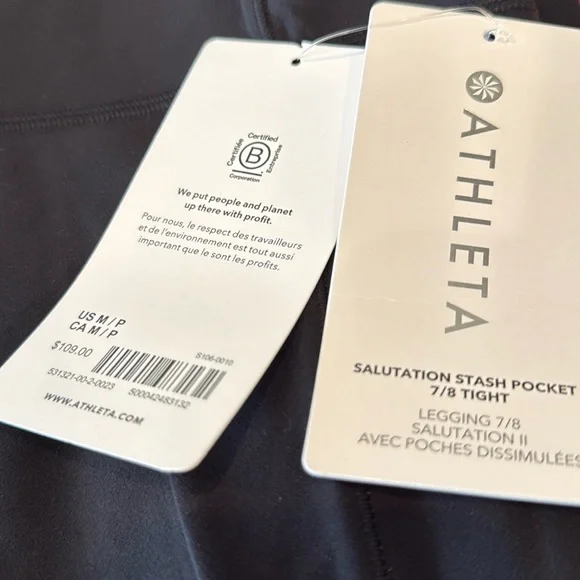 Certified
Certifiée
B
Entreprises
Corporation
We put people and planet
up there with profit.
Pour nous, le respect des travailleurs
et de l'environnement est tout aussi
important que le sont les profits.
US M / P
CA M / P
$109.00
S106-0010
531321-00-2-0023
500042483132
WWW.ATHLETA.COM
ATHLETA
SALUTATION STASH POCKET
7/8 TIGHT
LEGGING 7/8
SALUTATION II
AVEC POCHES DISSIMULÉES